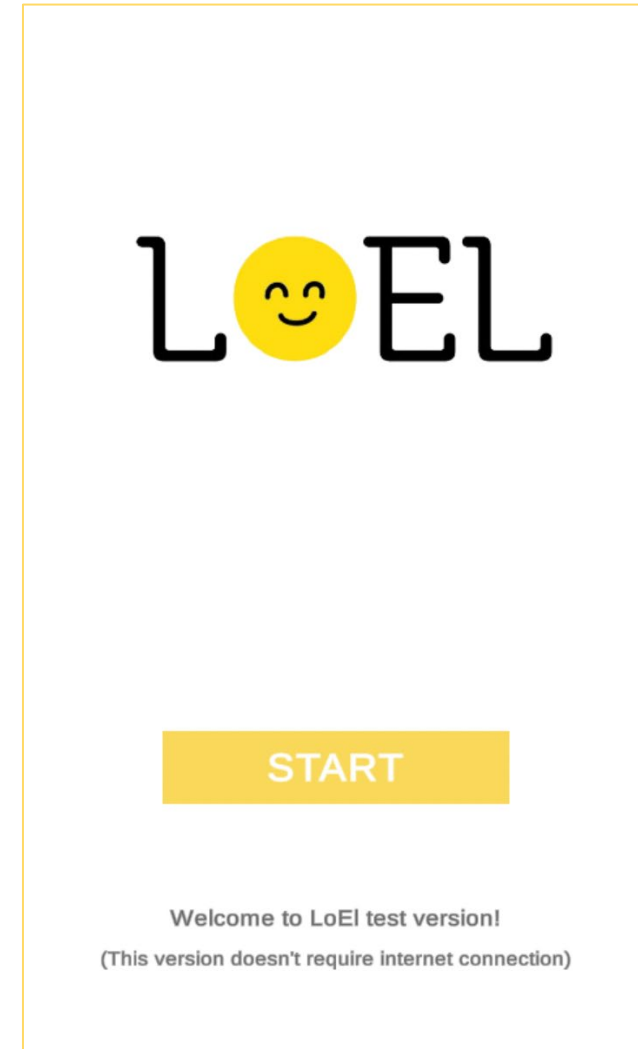 LOEL
START
Welcome to LoEl test version!
(This version doesn't require internet connection)